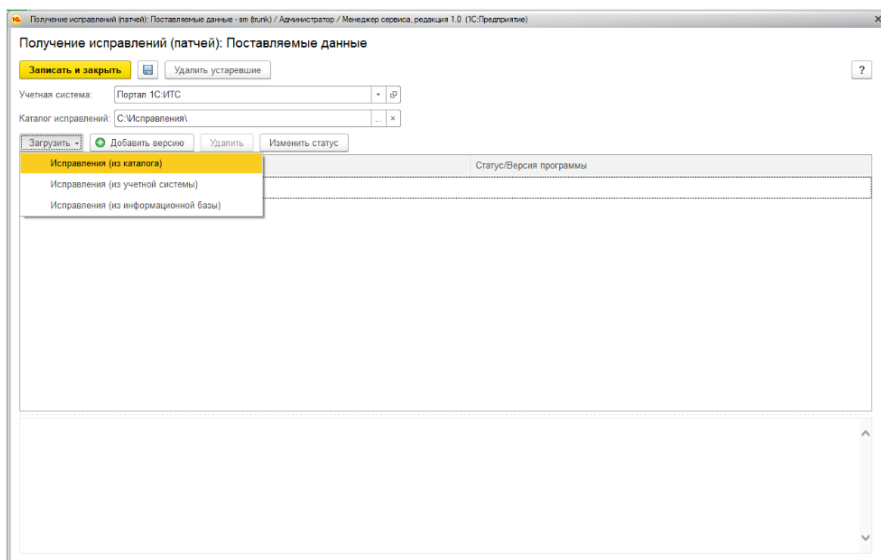 Получение исправлений (патчей): Поставляемые данные - sm (trunk) / Администратор / Менеджер сервиса, редакция 1.0 (1С:Предприятие)
Получение исправлений (патчей): Поставляемые данные
Записать и закрыть Удалить устаревшие ?
Учетная система: Портал 1С:ИТС
Каталог исправлений: C:\Исправления\ ... ×
Загрузить Добавить версию Удалить Изменить статус
Исправления (из каталога) Статус/Версия программы
Исправления (из учетной системы)
Исправления (из информационной базы)